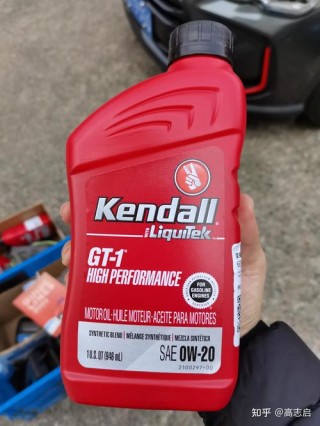 Kendall
WITH LiquiTek
GT-1®
HIGH PERFORMANCE
FOR GASOLINE ENGINES
MOTOR OIL·HUILE MOTEUR·ACEITE PARA MOTORES
SYNTHETIC BLEND | MÉLANGE SYNTHÉTIQUE | MEZCLA SINTÉTICA
1 U.S. QT (946 mL)
SAE 0W-20
知乎 @高志启